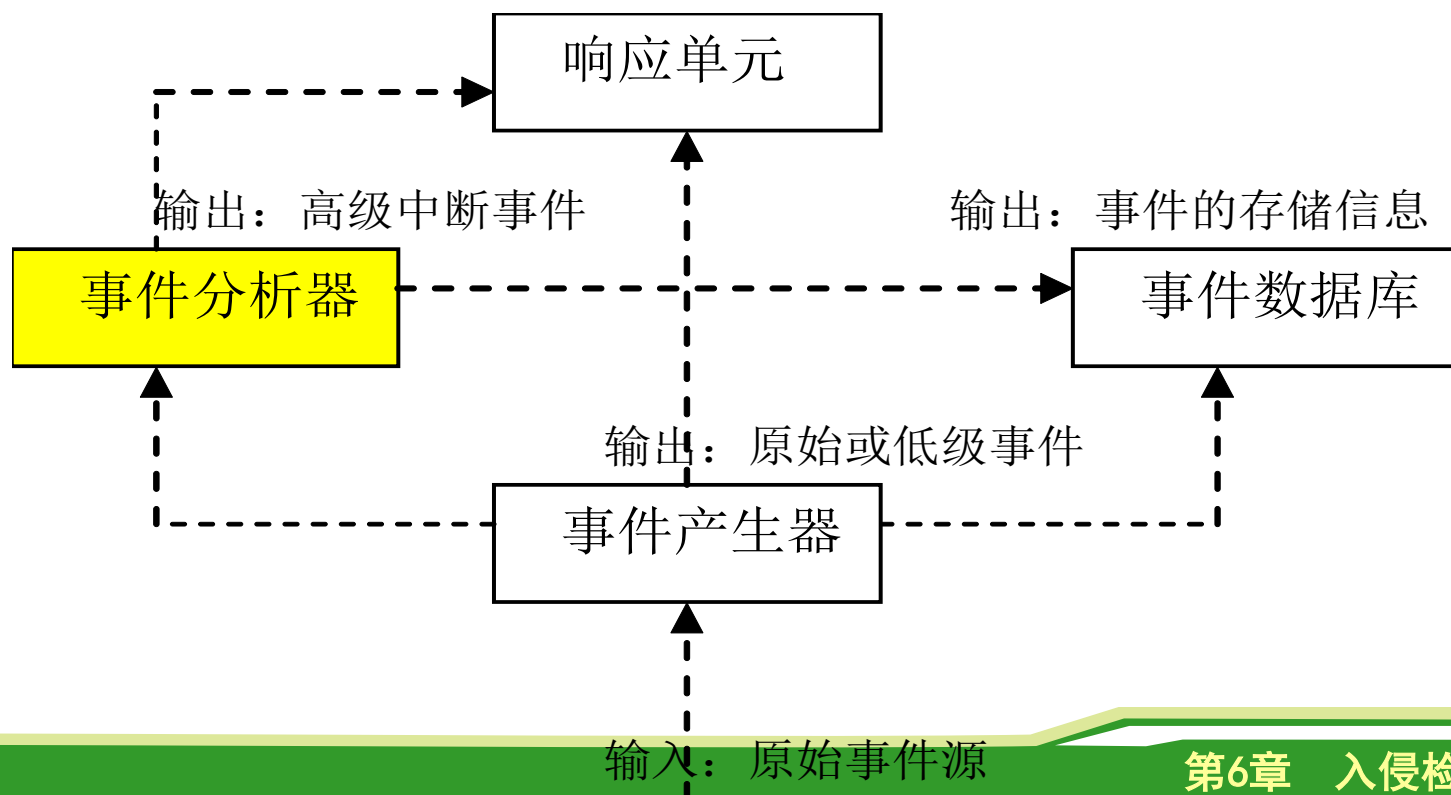 响应单元
输出：高级中断事件
输出：事件的存储信息
事件分析器
事件数据库
输出：原始或低级事件
事件产生器
输入：原始事件源
第6章 入侵检